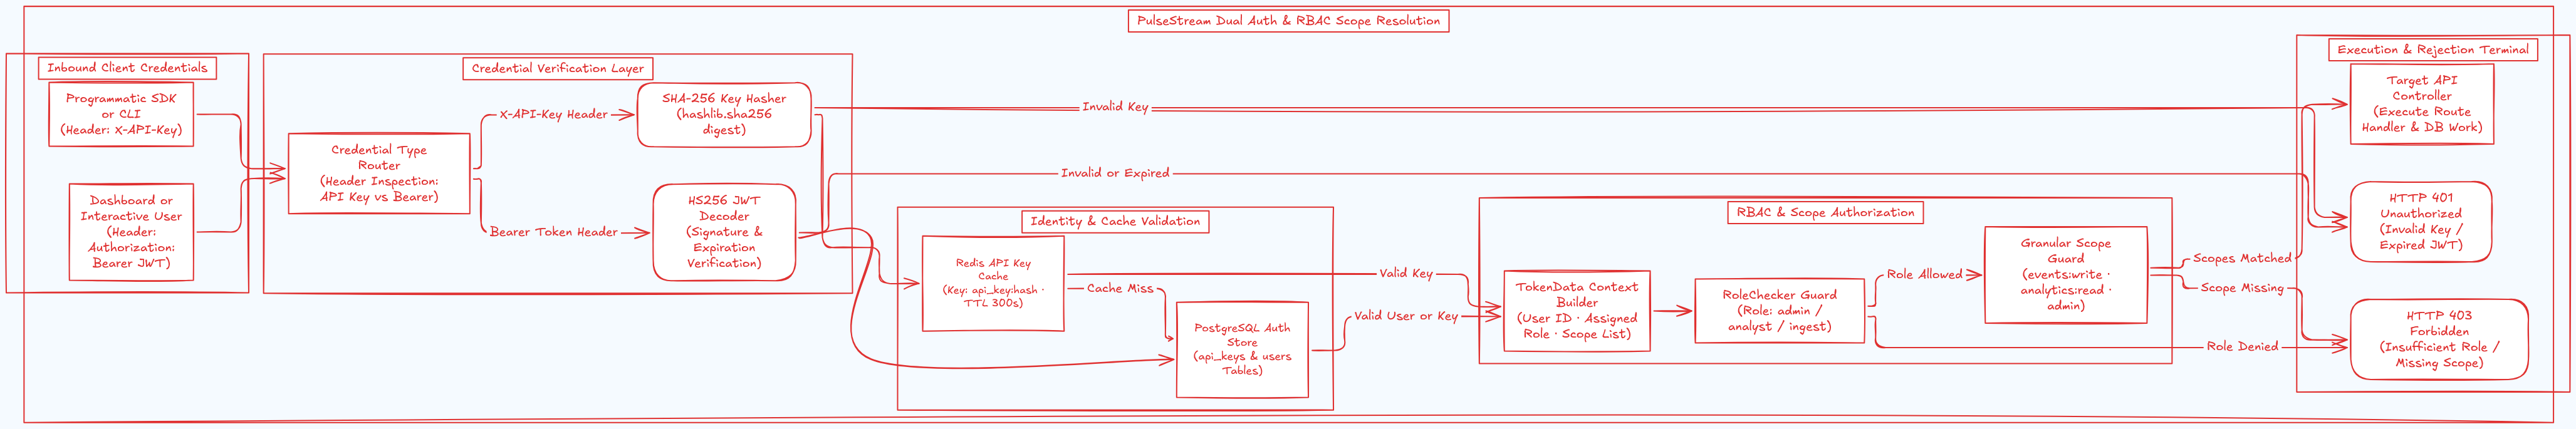 PulseStream Dual Auth & RBAC Scope Resolution
Inbound Client Credentials
Programmatic SDK
or CLI
(Header: X-API-Key)
Dashboard or
Interactive User
(Header:
Authorization:
Bearer JWT)
Credential Verification Layer
Credential Type
Router
(Header Inspection:
API Key vs Bearer)
X-API-Key Header
Bearer Token Header
SHA-256 Key Hasher
(hashlib.sha256
digest)
HS256 JWT
Decoder
(Signature &
Expiration
Verification)
Invalid Key
Invalid or Expired
Identity & Cache Validation
Redis API Key
Cache
(Key: api_key:hash ·
TTL 300s)
Cache Miss
PostgreSQL Auth
Store
(api_keys & users
Tables)
Valid Key
Valid User or Key
RBAC & Scope Authorization
TokenData Context
Builder
(User ID · Assigned
Role · Scope List)
RoleChecker Guard
(Role: admin /
analyst / ingest)
Role Allowed
Granular Scope
Guard
(events:write ·
analytics:read ·
admin)
Scopes Matched
Scope Missing
Role Denied
Execution & Rejection Terminal
Target API
Controller
(Execute Route
Handler & DB Work)
HTTP 401
Unauthorized
(Invalid Key /
Expired JWT)
HTTP 403
Forbidden
(Insufficient Role /
Missing Scope)